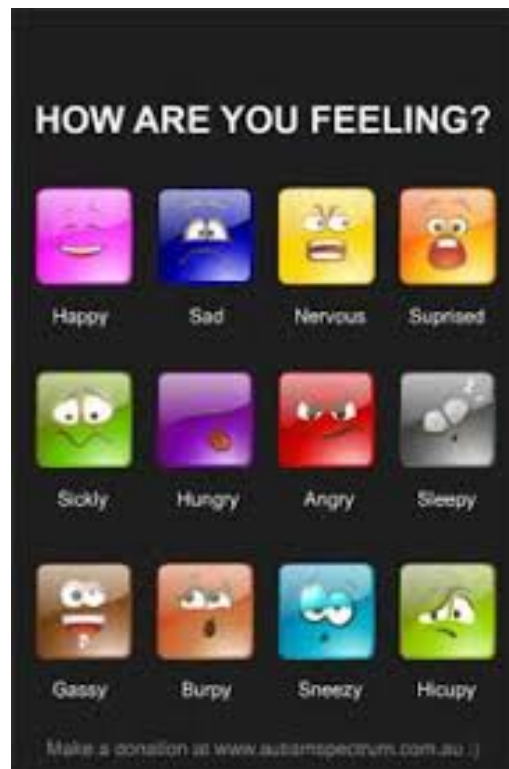 HOW ARE YOU FEELING?
Happy Sad Nervous Suprised
Sickly Hungry Angry Sleepy
Gassy Burpy Sneezy Hicupy
Make a donation at www.autismspectrum.com.au :)